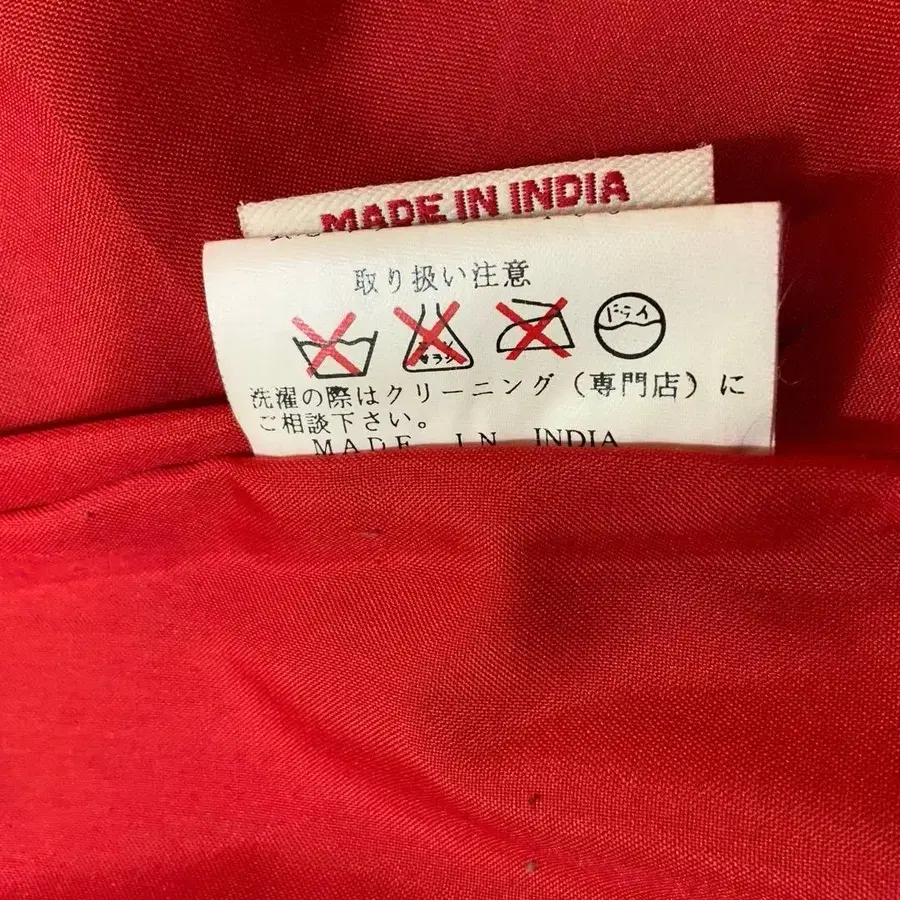 MADE IN INDIA
取り扱い注意
ドライ
洗濯の際はクリーニング(専門店)に
ご相談下さい。
MADE IN INDIA